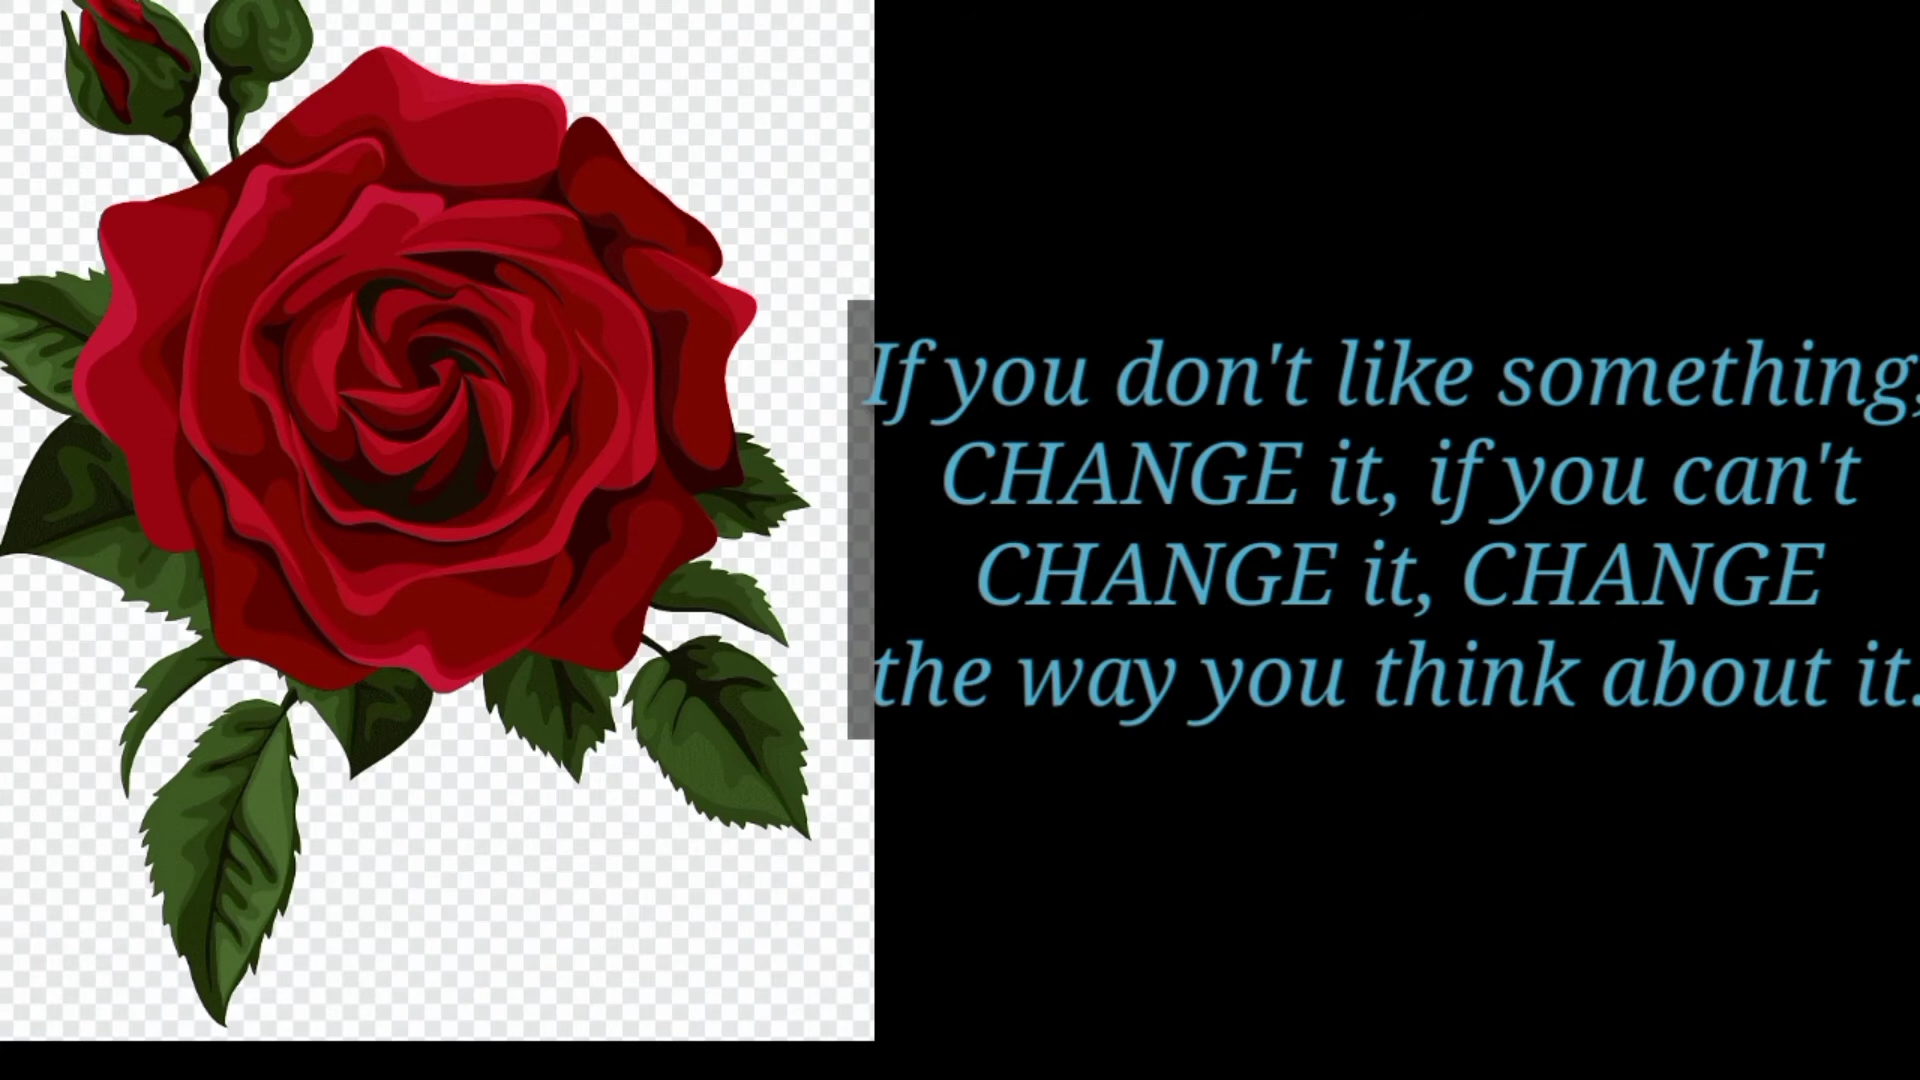 If you don't like something,
CHANGE it, if you can't
CHANGE it, CHANGE
the way you think about it.